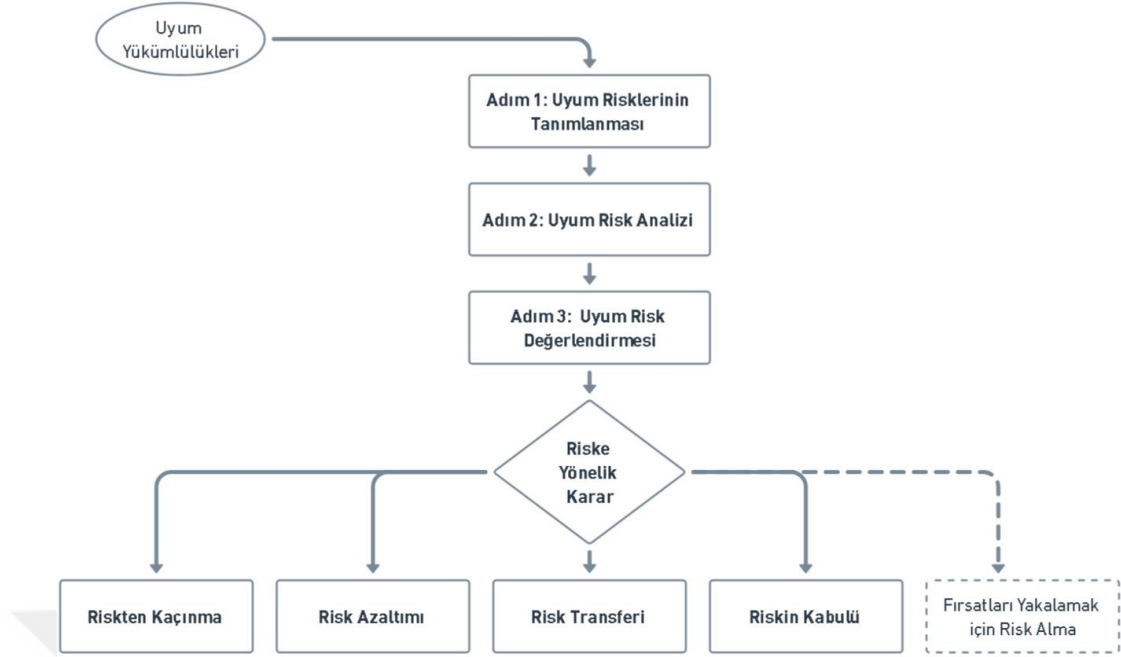 Uyum
Yükümlülükleri
Adım 1: Uyum Risklerinin
Tanımlanması
Adım 2: Uyum Risk Analizi
Adım 3: Uyum Risk
Değerlendirmesi
Riske
Yönelik
Karar
Riskten Kaçınma
Risk Azaltımı
Risk Transferi
Riskin Kabulü
Fırsatları Yakalamak
için Risk Alma